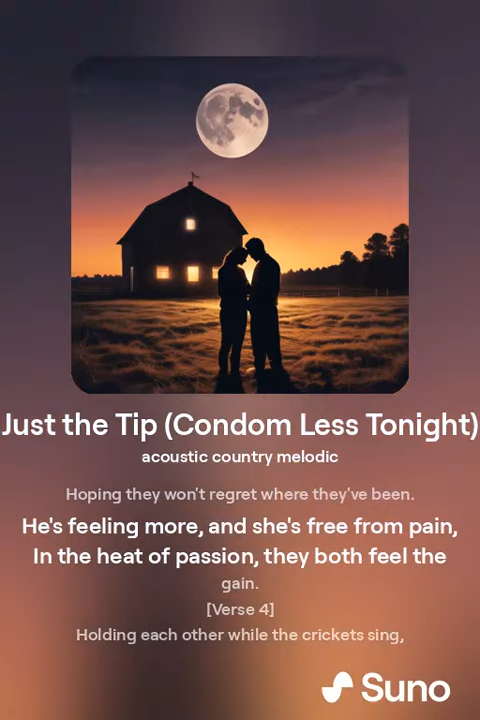 Just the Tip (Condom Less Tonight)
acoustic country melodic
Hoping they won't regret where they've been.
He's feeling more, and she's free from pain,
In the heat of passion, they both feel the
gain.
[Verse 4]
Holding each other while the crickets sing,
Suno